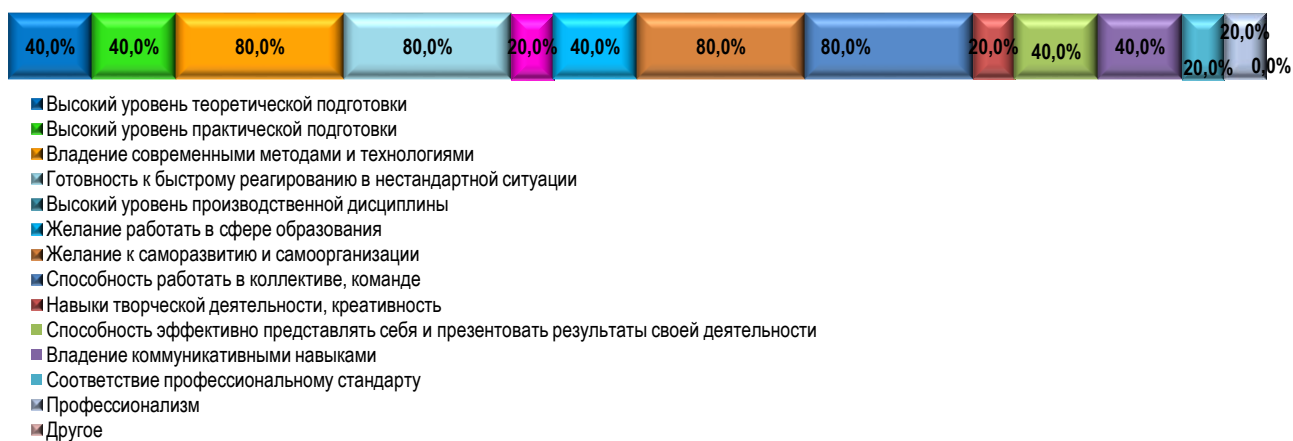 40,0% 40,0% 80,0% 80,0% 20,0% 40,0% 80,0% 80,0% 20,0% 40,0% 40,0% 20,0% 20,0% 0,0%
Высокий уровень теоретической подготовки
Высокий уровень практической подготовки
Владение современными методами и технологиями
Готовность к быстрому реагированию в нестандартной ситуации
Высокий уровень производственной дисциплины
Желание работать в сфере образования
Желание к саморазвитию и самоорганизации
Способность работать в коллективе, команде
Навыки творческой деятельности, креативность
Способность эффективно представлять себя и презентовать результаты своей деятельности
Владение коммуникативными навыками
Соответствие профессиональному стандарту
Профессионализм
Другое